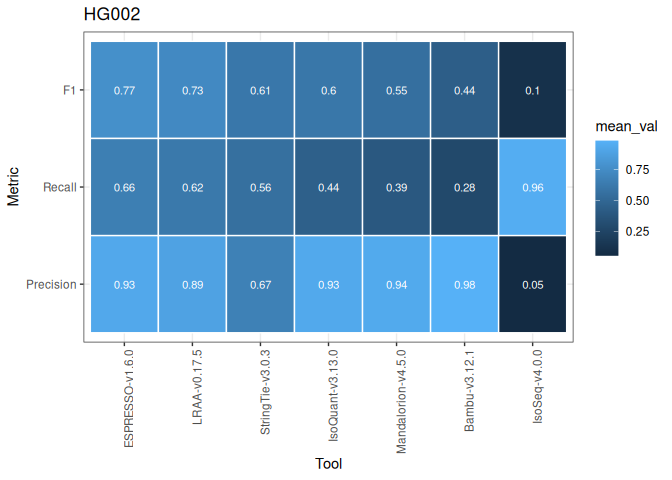 HG002
F1
0.77 0.73 0.61 0.6 0.55 0.44 0.1
Recall
0.66 0.62 0.56 0.44 0.39 0.28 0.96
Precision
0.93 0.89 0.67 0.93 0.94 0.98 0.05
Metric
ESPRESSO-v1.6.0
LRAA-v0.17.5
StringTie-v3.0.3
IsoQuant-v3.13.0
Mandalorion-v4.5.0
Bambu-v3.12.1
IsoSeq-v4.0.0
Tool
mean_val
0.75
0.50
0.25